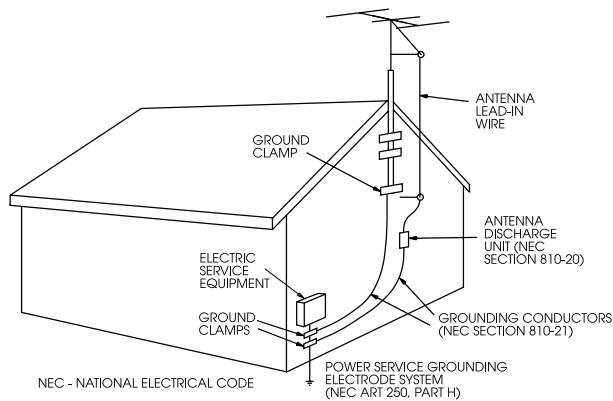 ANTENNA
LEAD-IN
WIRE
GROUND
CLAMP
ANTENNA
DISCHARGE
UNIT (NEC
SECTION 810-20)
ELECTRIC
SERVICE
EQUIPMENT
GROUND
CLAMPS
GROUNDING CONDUCTORS
(NEC SECTION 810-21)
POWER SERVICE GROUNDING
ELECTRODE SYSTEM
(NEC ART 250, PART H)
NEC - NATIONAL ELECTRICAL CODE